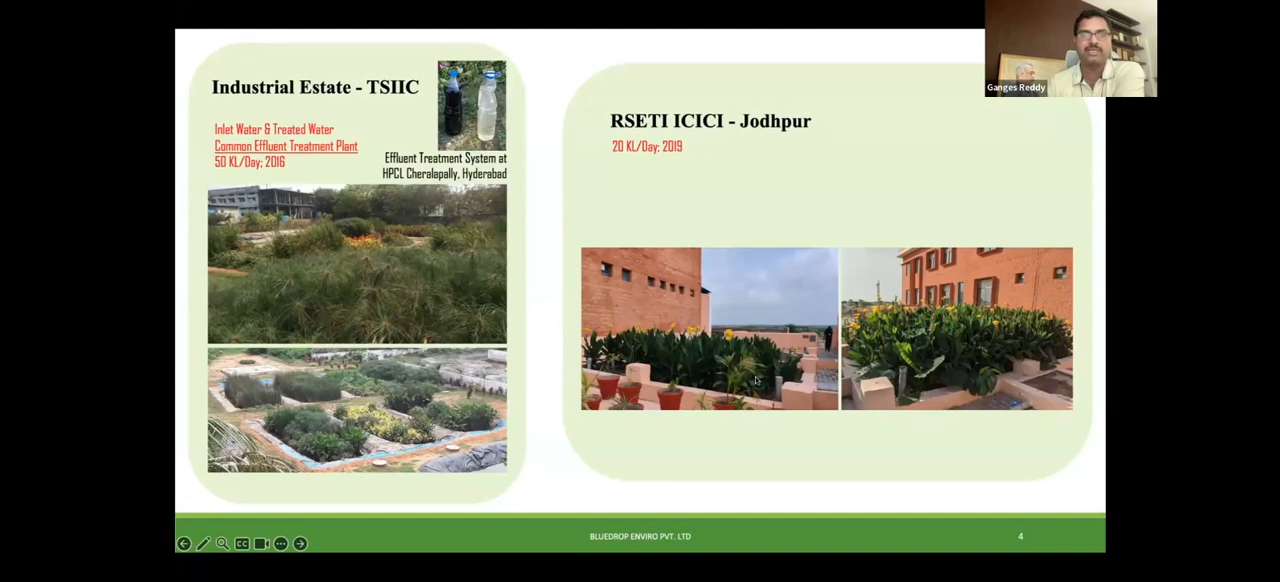 Industrial Estate - TSIIC
Inlet Water & Treated Water
Common Effluent Treatment Plant
50 KL/Day; 2016
Effluent Treatment System at
HPCL Cheralapally, Hyderabad
RSETI ICICI - Jodhpur
20 KL/Day; 2019
Ganges Reddy
CC
BLUEDROP ENVIRO PVT. LTD
4